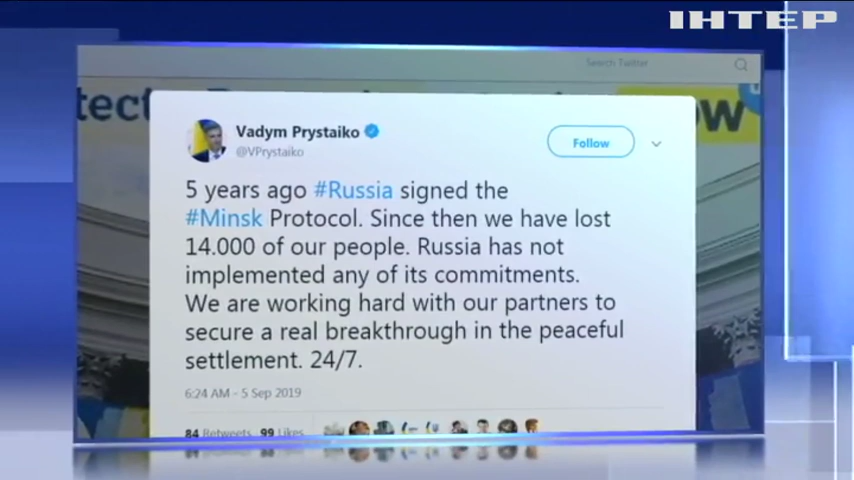 ІНТЕР
Search Twitter
Vadym Prystaiko
@VPrystaiko
Follow
5 years ago #Russia signed the
#Minsk Protocol. Since then we have lost
14.000 of our people. Russia has not
implemented any of its commitments.
We are working hard with our partners to
secure a real breakthrough in the peaceful
settlement. 24/7.
6:24 AM - 5 Sep 2019
84 Retweets 99 Likes